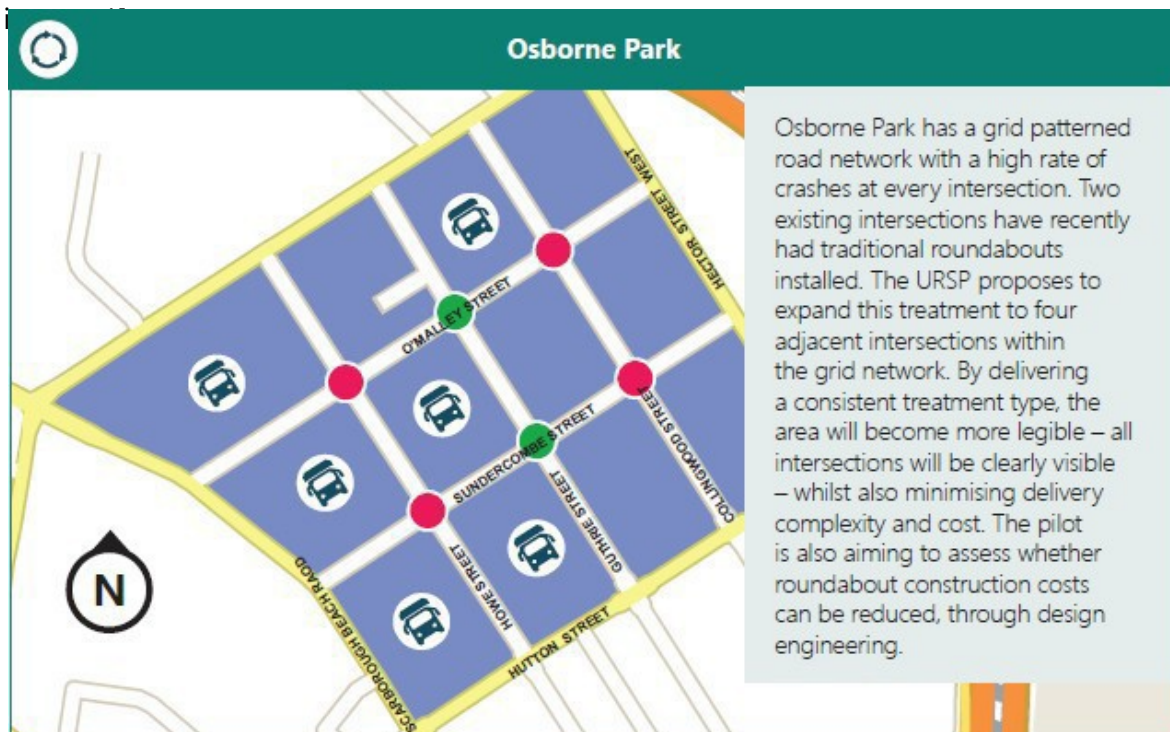 Osborne Park
Osborne Park has a grid patterned
road network with a high rate of
crashes at every intersection. Two
existing intersections have recently
had traditional roundabouts
installed. The URSP proposes to
expand this treatment to four
adjacent intersections within
the grid network. By delivering
a consistent treatment type, the
area will become more legible – all
intersections will be clearly visible
– whilst also minimising delivery
complexity and cost. The pilot
is also aiming to assess whether
roundabout construction costs
can be reduced, through design
engineering.
HECTOR STREET WEST
O'MALLEY STREET
SUNDERCOMBE STREET
COLLINGWOOD STREET
GUTHRIE STREET
HOWE STREET
HUTTON STREET
SCARBOROUGH BEACH RAOD
N